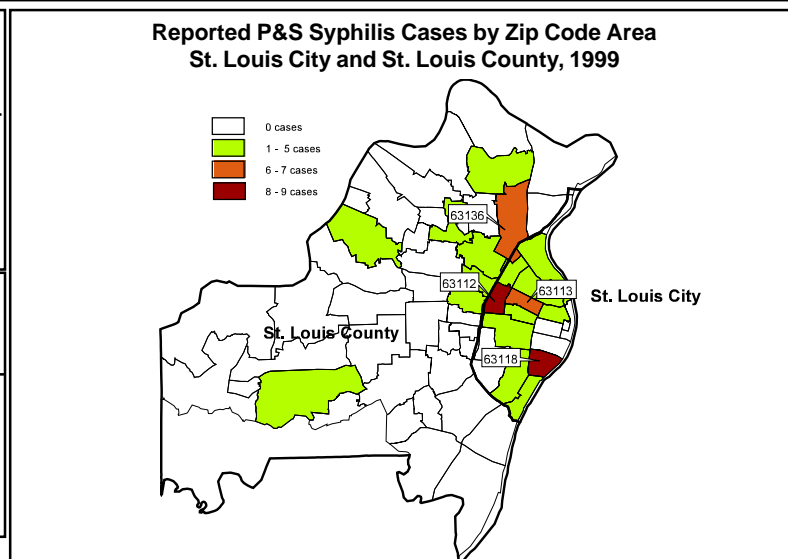 Reported P&S Syphilis Cases by Zip Code Area
St. Louis City and St. Louis County, 1999
0 cases
1 - 5 cases
6 - 7 cases
8 - 9 cases
63136
63112
63113
St. Louis City
St. Louis County
63118